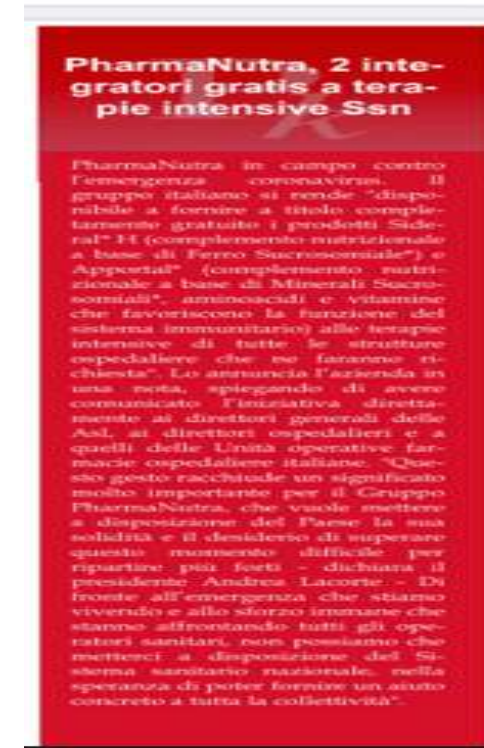 PharmaNutra, 2 inte-
gratori gratis a tera-
pie intensive Ssn
PharmaNutra in campo contro
l'emergenza coronavirus. Il
gruppo italiano si rende "dispo-
nibile a fornire a titolo comple-
tamente gratuito i prodotti Side-
ral® H (complemento nutrizionale
a base di Ferro Sucrosomiale®) e
Apportal® (complemento nutri-
zionale a base di Minerali Sucro-
somiali®, aminoacidi e vitamine
che favoriscono la funzione del
sistema immunitario) alle terapie
intensive di tutte le strutture
ospedaliere che ne faranno ri-
chiesta". Lo annuncia l'azienda in
una nota, spiegando di avere
comunicato l'iniziativa diretta-
mente ai direttori generali delle
Asl, ai direttori ospedalieri e a
quelli delle Unità operative far-
macie ospedaliere italiane. "Que-
sto gesto racchiude un significato
molto importante per il Gruppo
PharmaNutra, che vuole mettere
a disposizione del Paese la sua
solidità e il desiderio di superare
questo momento difficile per
ripartire più forti - dichiara il
presidente Andrea Lacorte - Di
fronte all'emergenza che stiamo
vivendo e allo sforzo immane che
stanno affrontando tutti gli ope-
ratori sanitari, non possiamo che
metterci a disposizione del Si-
stema sanitario nazionale, nella
speranza di poter fornire un aiuto
concreto a tutta la collettività".